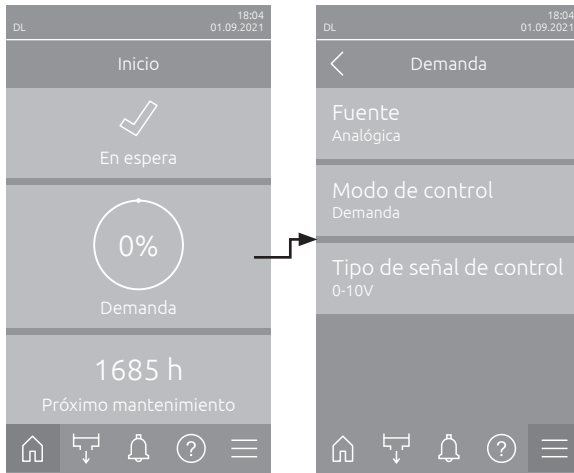 18:04
DL
01.09.2021
Inicio
En espera
0%
Demanda
1685 h
Próximo mantenimiento
?
18:04
DL
01.09.2021
Demanda
Fuente
Analógica
Modo de control
Demanda
Tipo de señal de control
0-10V
?